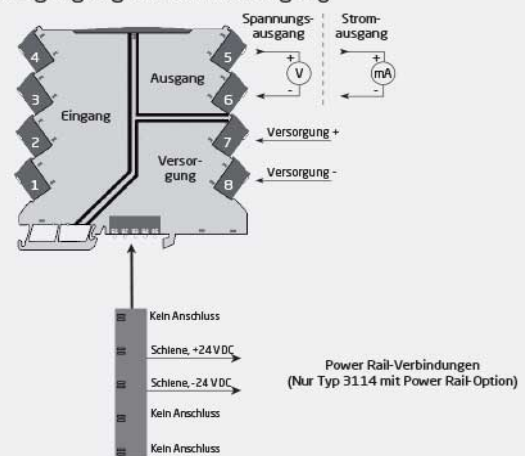 Spannungs-
ausgang
Strom-
ausgang
4
3
2
1
Eingang
Ausgang
Versor-
gung
5
6
7
8
+
V
-
+
mA
-
Versorgung +
Versorgung -
Kein Anschluss
Schiene, +24 VDC
Schiene, -24 VDC
Kein Anschluss
Kein Anschluss
Power Rail-Verbindungen
(Nur Typ 3114 mit Power Rail-Option)